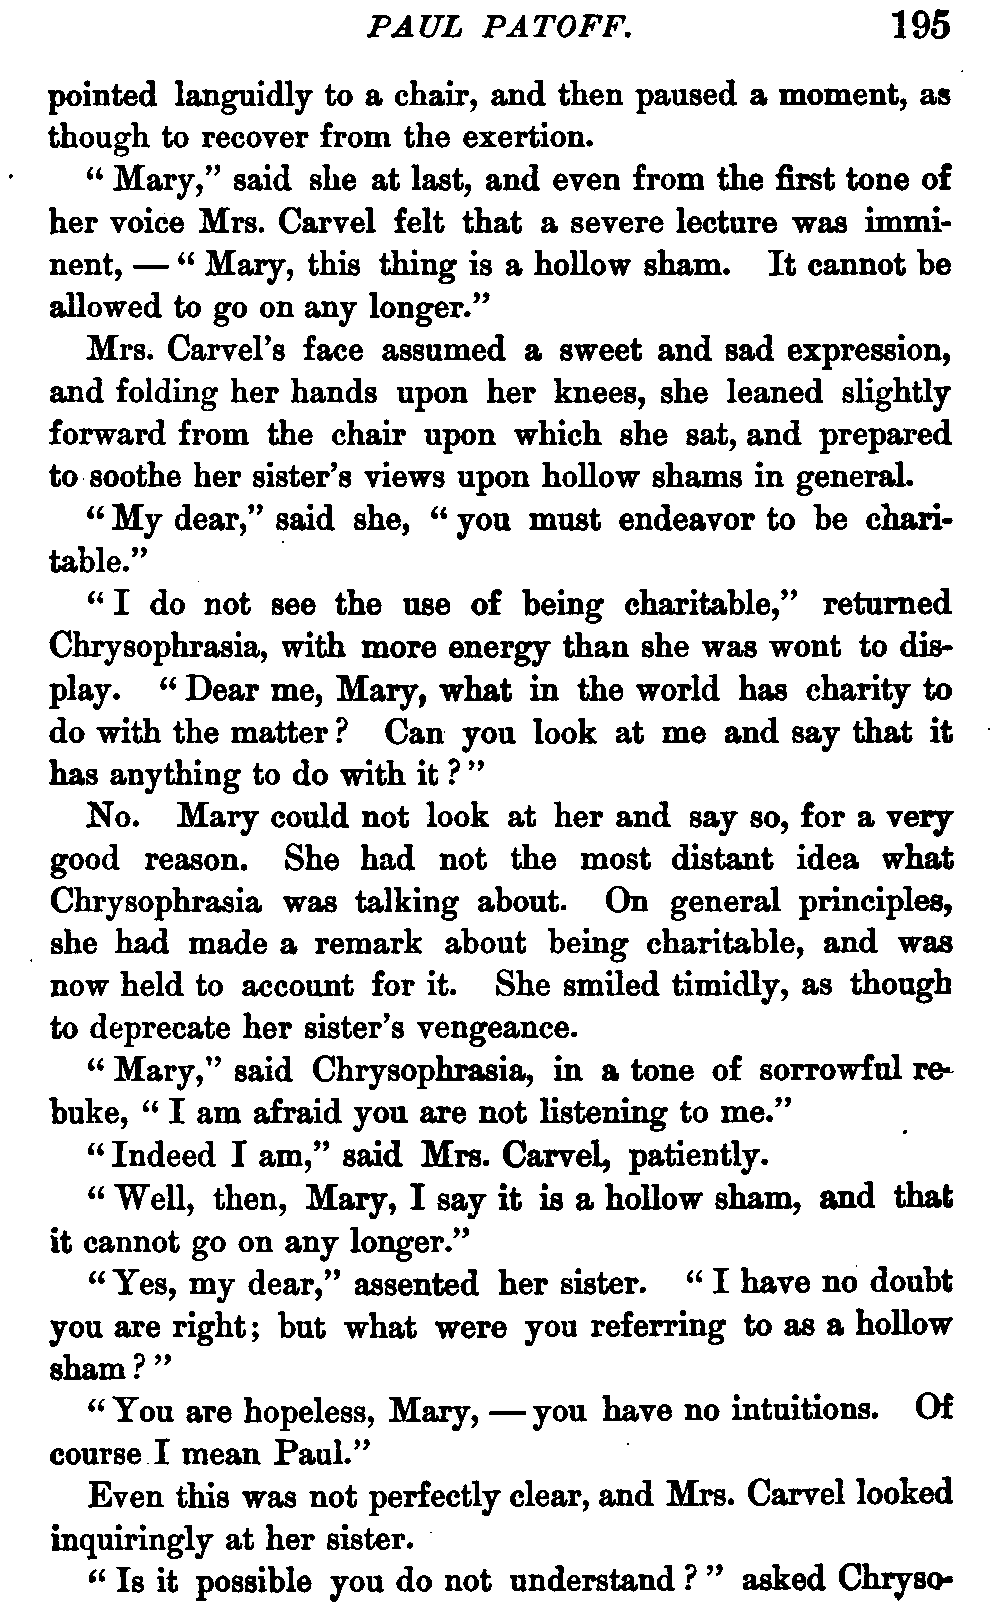 PAUL PATOFF. 195
pointed languidly to a chair, and then paused a moment, as
though to recover from the exertion.
“Mary,” said she at last, and even from the first tone of
her voice Mrs. Carvel felt that a severe lecture was immi-
nent, — “Mary, this thing is a hollow sham. It cannot be
allowed to go on any longer.”
Mrs. Carvel’s face assumed a sweet and sad expression,
and folding her hands upon her knees, she leaned slightly
forward from the chair upon which she sat, and prepared
to soothe her sister’s views upon hollow shams in general.
“My dear,” said she, “you must endeavor to be chari-
table.”
“I do not see the use of being charitable,” returned
Chrysophrasia, with more energy than she was wont to dis-
play. “Dear me, Mary, what in the world has charity to
do with the matter? Can you look at me and say that it
has anything to do with it?”
No. Mary could not look at her and say so, for a very
good reason. She had not the most distant idea what
Chrysophrasia was talking about. On general principles,
she had made a remark about being charitable, and was
now held to account for it. She smiled timidly, as though
to deprecate her sister’s vengeance.
“Mary,” said Chrysophrasia, in a tone of sorrowful re-
buke, “I am afraid you are not listening to me.”
“Indeed I am,” said Mrs. Carvel, patiently.
“Well, then, Mary, I say it is a hollow sham, and that
it cannot go on any longer.”
“Yes, my dear,” assented her sister. “I have no doubt
you are right; but what were you referring to as a hollow
sham?”
“You are hopeless, Mary, — you have no intuitions. Of
course I mean Paul.”
Even this was not perfectly clear, and Mrs. Carvel looked
inquiringly at her sister.
“Is it possible you do not understand?” asked Chryso-